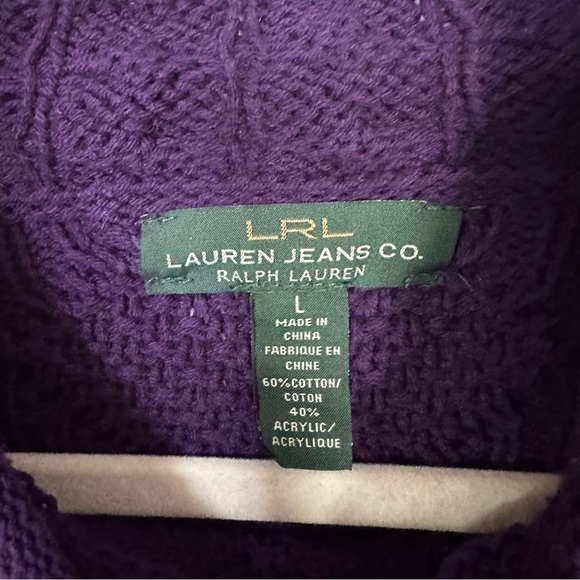 LRL
LAUREN JEANS CO.
RALPH LAUREN
L
MADE IN
CHINA
FABRIQUE EN
CHINE
60%COTTON/
COTON
40%
ACRYLIC/
ACRYLIQUE